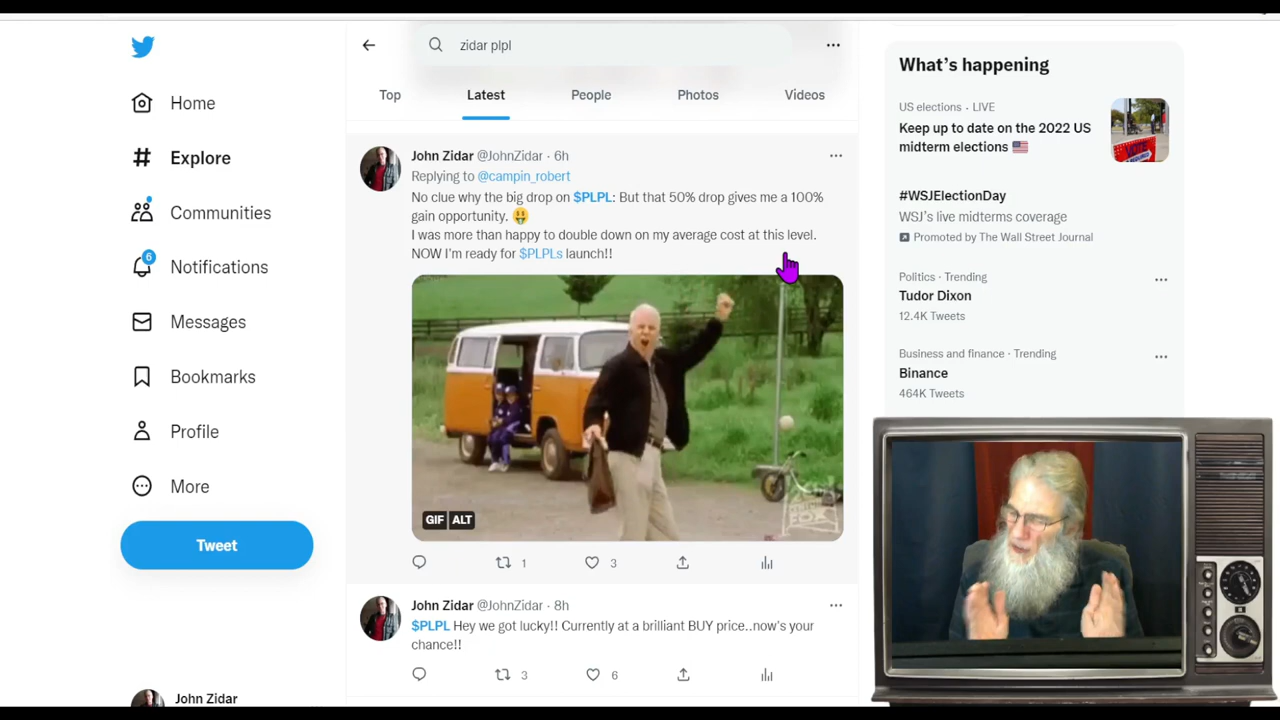 zidar plpl
Top
Latest
People
Photos
Videos
Home
Explore
Communities
6
Notifications
Messages
Bookmarks
Profile
More
Tweet
John Zidar
John Zidar @JohnZidar · 6h
Replying to @campin_robert
No clue why the big drop on $PLPL: But that 50% drop gives me a 100%
gain opportunity. 🤑
I was more than happy to double down on my average cost at this level.
NOW I'm ready for $PLPLs launch!!
GIF ALT
1
3
John Zidar @JohnZidar · 8h
$PLPL Hey we got lucky!! Currently at a brilliant BUY price..now's your
chance!!
3
6
What's happening
US elections · LIVE
Keep up to date on the 2022 US
midterm elections 🇺🇸
VOTE
#WSJElectionDay
WSJ's live midterms coverage
Promoted by The Wall Street Journal
Politics · Trending
Tudor Dixon
12.4K Tweets
Business and finance · Trending
Binance
464K Tweets